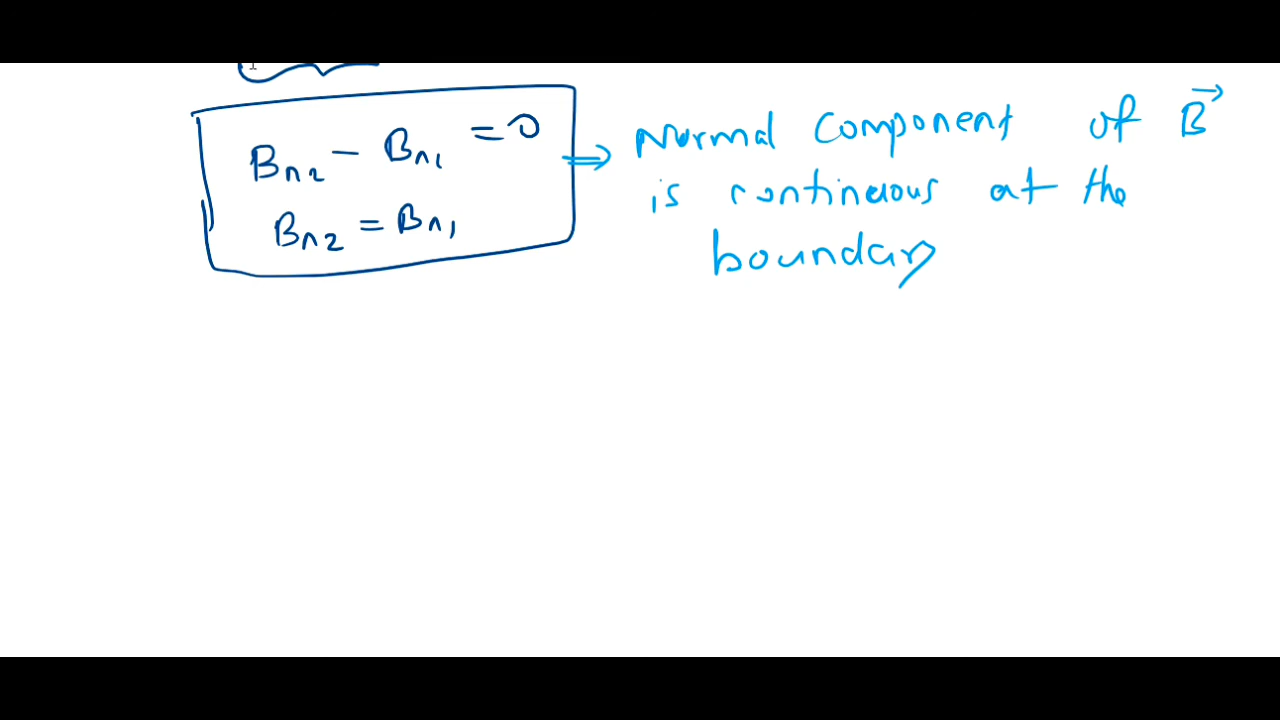 Bn2 - Bn1 = 0 ⇒ Normal component of B⃗
Bn2 = Bn1 is continuous at the
boundary